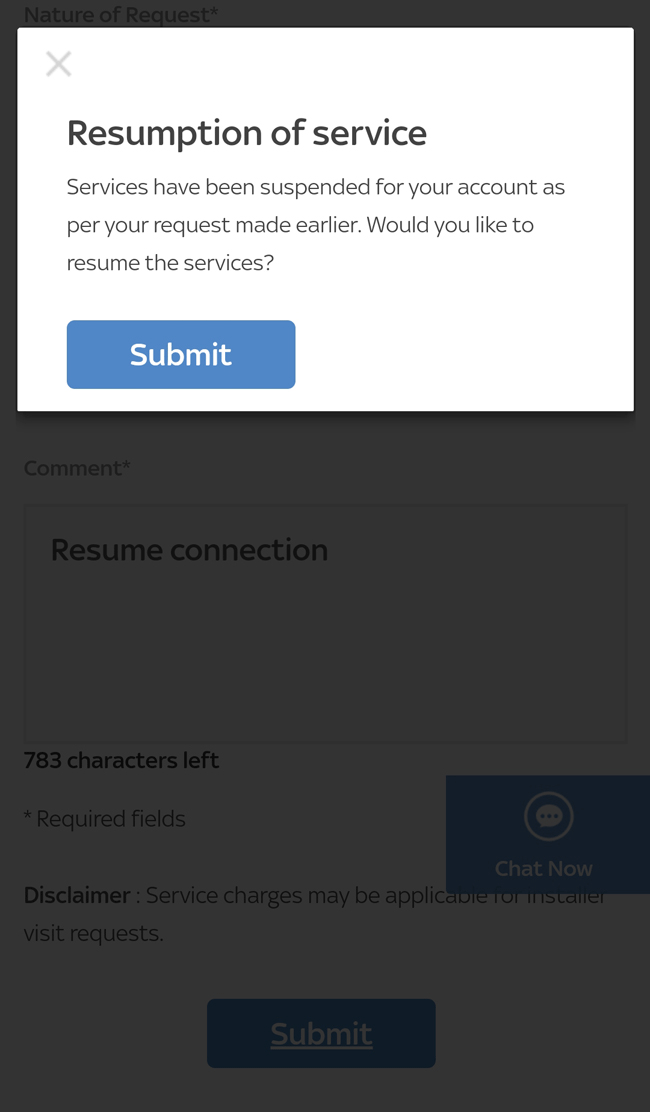 Nature of Request*
Resumption of service
Services have been suspended for your account as
per your request made earlier. Would you like to
resume the services?
Submit
Comment*
Resume connection
783 characters left
* Required fields
Chat Now
Disclaimer : Service charges may be applicable for installer
visit requests.
Submit